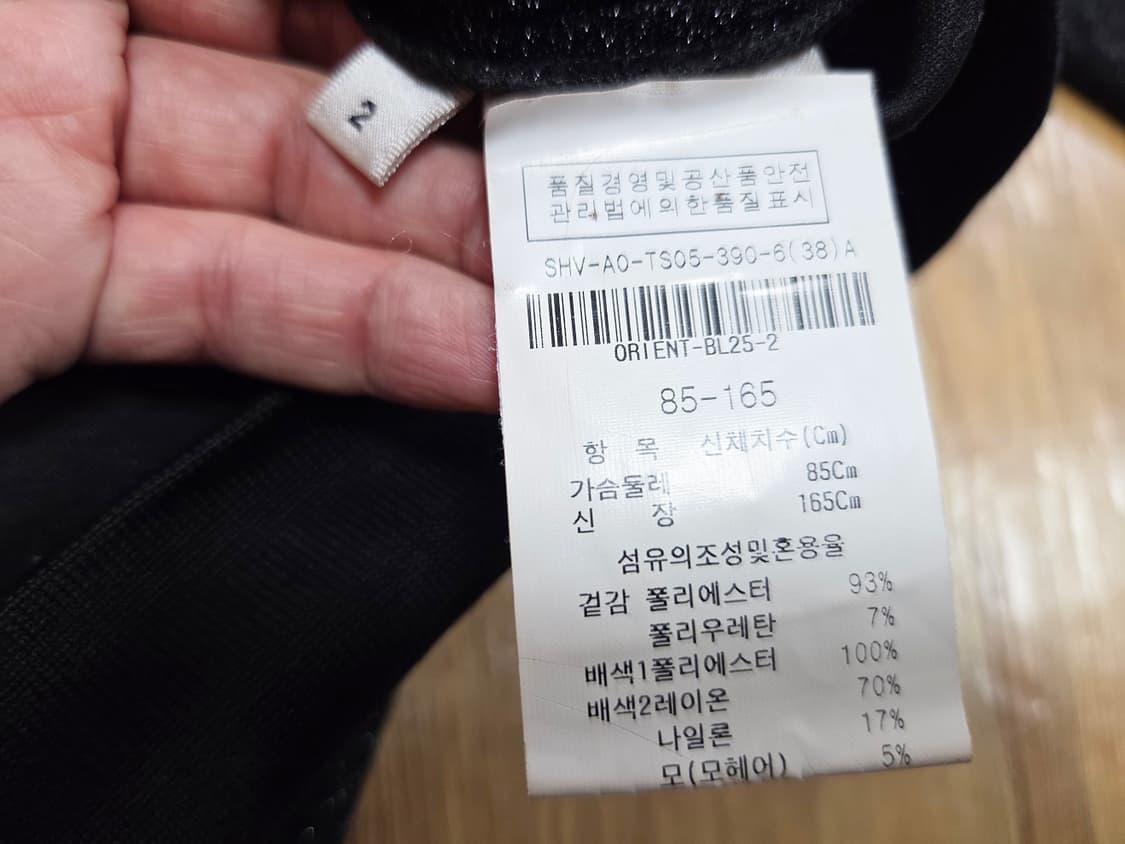 2
품질경영및공산품안전
관리법에의한품질표시
SHV-A0-TS05-390-6(38)A
ORIENT-BL25-2
85-165
항 목 신체치수(Cm)
가슴둘레 85Cm
신 장 165Cm
섬유의조성및혼용율
겉감 폴리에스터 93%
폴리우레탄 7%
배색1폴리에스터 100%
배색2레이온 70%
나일론 17%
모(모헤어) 5%